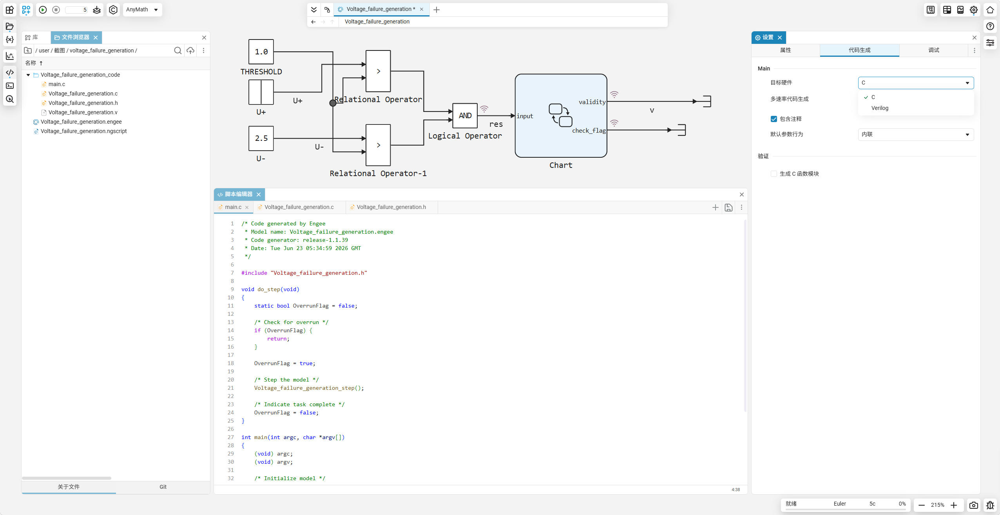 5
AnyMath
Voltage_failure_generation *
Voltage_failure_generation
库
文件浏览器
/ user / 截图 / voltage_failure_generation /
名称
Voltage_failure_generation_code
main.c
Voltage_failure_generation.c
Voltage_failure_generation.h
Voltage_failure_generation.v
Voltage_failure_generation.engee
Voltage_failure_generation.ngscript
关于文件
Git
1.0
THRESHOLD
U+
U+
2.5
U-
U-
>
Relational Operator
>
Relational Operator-1
AND
Logical Operator
res
input
validity
check_flag
Chart
v
脚本编辑器
main.c
Voltage_failure_generation.c
Voltage_failure_generation.h
1 /* Code generated by Engee
2 * Model name: Voltage_failure_generation.engee
3 * Code generator: release-1.1.39
4 * Date: Tue Jun 23 05:34:59 2026 GMT
5 */
6
7 #include "Voltage_failure_generation.h"
8
9 void do_step(void)
10 {
11 static bool OverrunFlag = false;
12
13 /* Check for overrun */
14 if (OverrunFlag) {
15 return;
16 }
17
18 OverrunFlag = true;
19
20 /* Step the model */
21 Voltage_failure_generation_step();
22
23 /* Indicate task complete */
24 OverrunFlag = false;
25 }
26
27 int main(int argc, char *argv[])
28 {
29 (void) argc;
30 (void) argv;
31
32 /* Initialize model */
4:38
设置
属性
代码生成
调试
Main
目标硬件
C
多速率代码生成
C
Verilog
包含注释
默认参数行为
内联
验证
生成 C 函数模块
就绪
Euler
5c
0%
215%